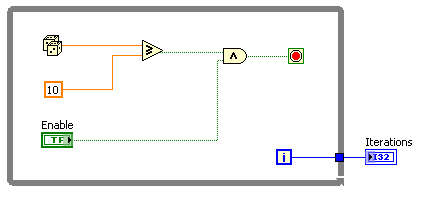 10
Enable
TF
i
Iterations
I32